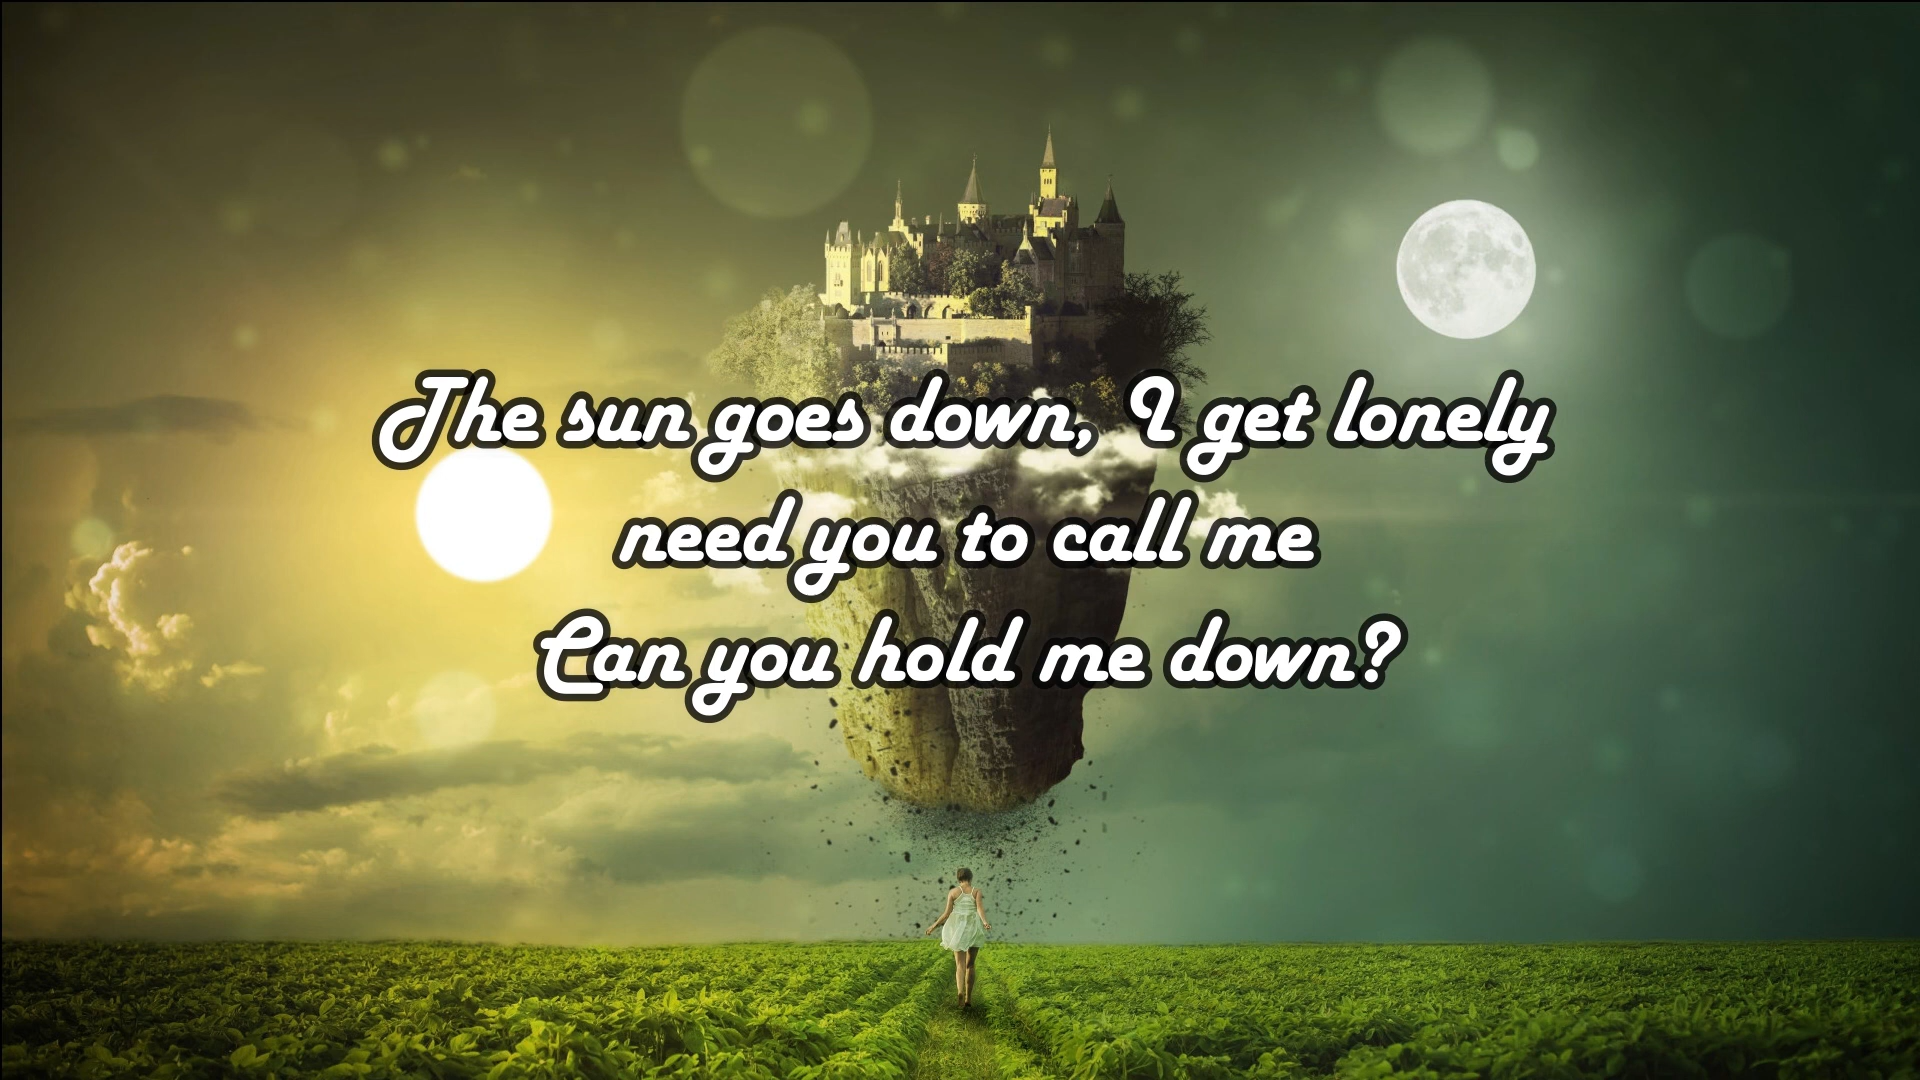 The sun goes down, I get lonely
need you to call me
Can you hold me down?